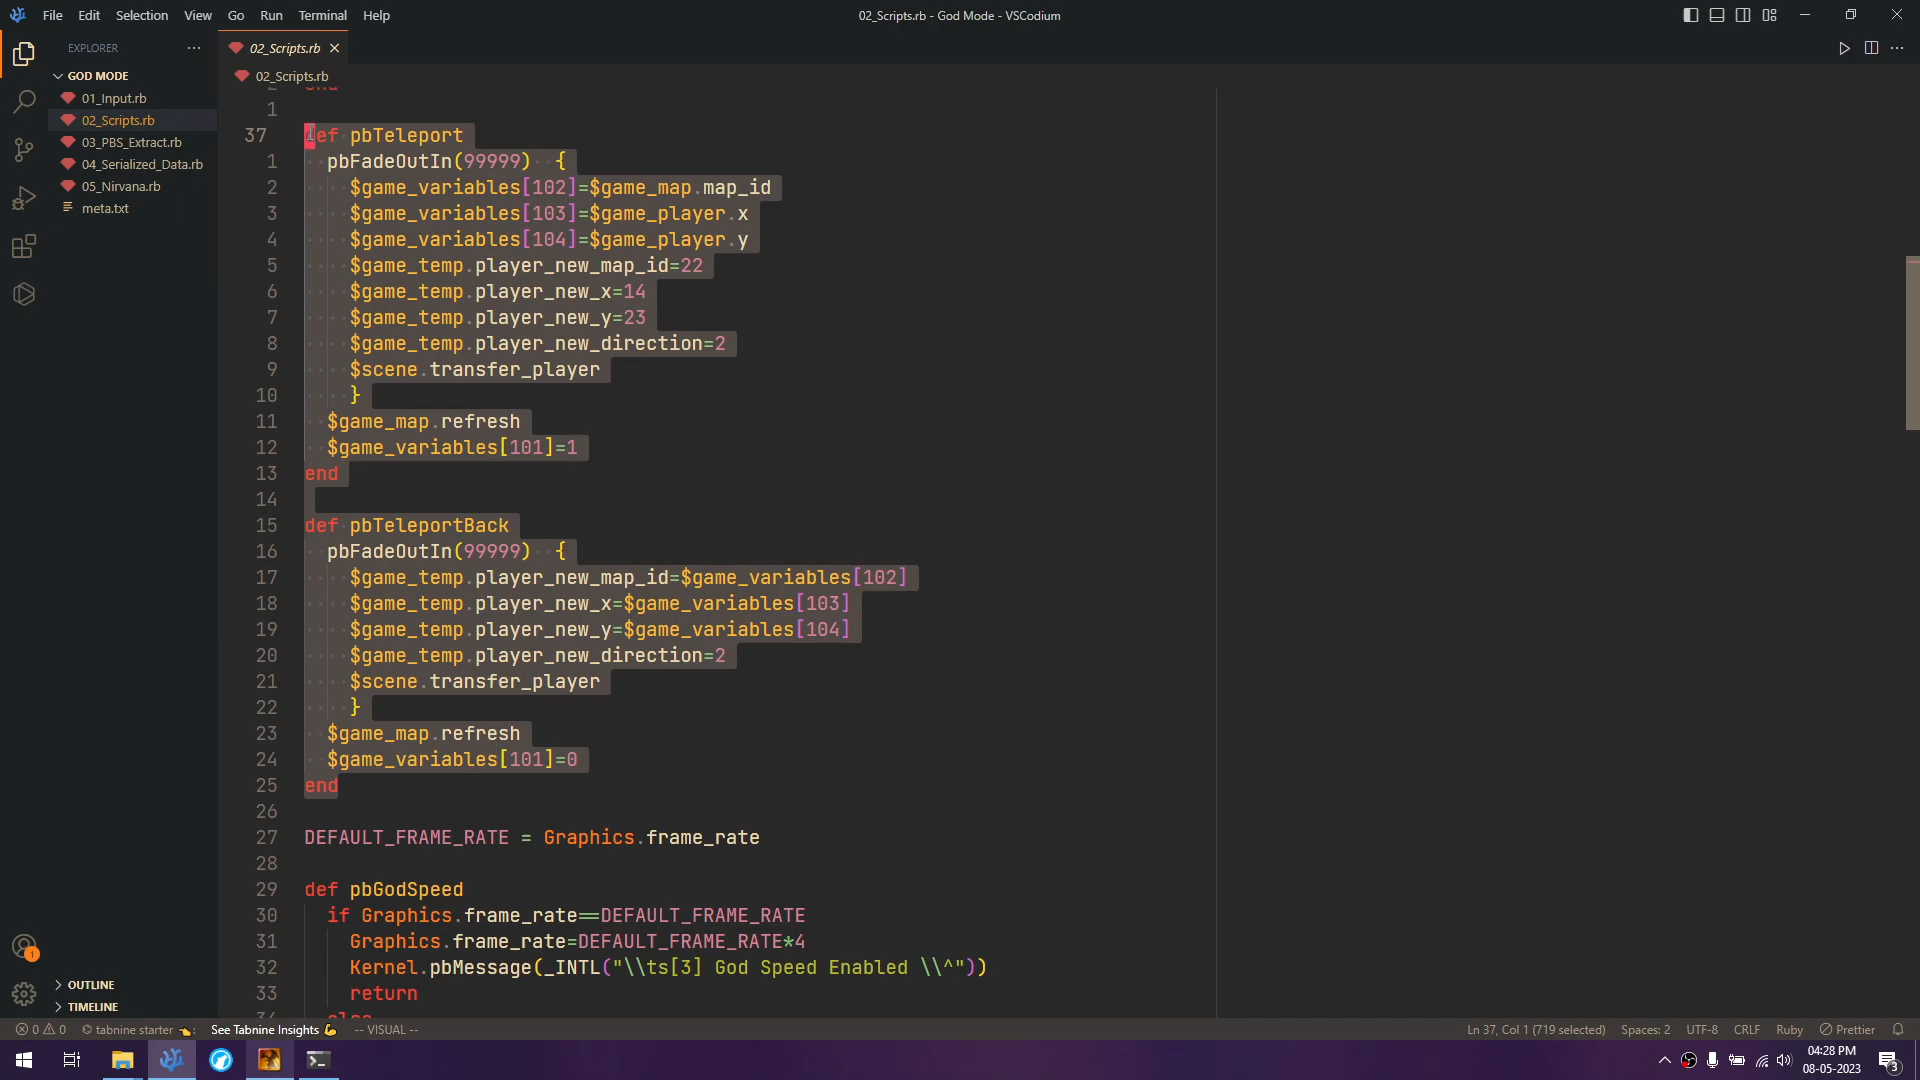 File Edit Selection View Go Run Terminal Help
02_Scripts.rb - God Mode - VSCodium
EXPLORER
GOD MODE
01_Input.rb
02_Scripts.rb
03_PBS_Extract.rb
04_Serialized_Data.rb
05_Nirvana.rb
meta.txt
OUTLINE
TIMELINE
02_Scripts.rb
02_Scripts.rb
2 end
1
37 def pbTeleport
1 pbFadeOutIn(99999) {
2 $game_variables[102]=$game_map.map_id
3 $game_variables[103]=$game_player.x
4 $game_variables[104]=$game_player.y
5 $game_temp.player_new_map_id=22
6 $game_temp.player_new_x=14
7 $game_temp.player_new_y=23
8 $game_temp.player_new_direction=2
9 $scene.transfer_player
10 }
11 $game_map.refresh
12 $game_variables[101]=1
13 end
14
15 def pbTeleportBack
16 pbFadeOutIn(99999) {
17 $game_temp.player_new_map_id=$game_variables[102]
18 $game_temp.player_new_x=$game_variables[103]
19 $game_temp.player_new_y=$game_variables[104]
20 $game_temp.player_new_direction=2
21 $scene.transfer_player
22 }
23 $game_map.refresh
24 $game_variables[101]=0
25 end
26
27 DEFAULT_FRAME_RATE = Graphics.frame_rate
28
29 def pbGodSpeed
30 if Graphics.frame_rate==DEFAULT_FRAME_RATE
31 Graphics.frame_rate=DEFAULT_FRAME_RATE*4
32 Kernel.pbMessage(_INTL("\\ts[3] God Speed Enabled \\^"))
33 return
34 else
0 0 tabnine starter See Tabnine Insights -- VISUAL --
Ln 37, Col 1 (719 selected) Spaces: 2 UTF-8 CRLF Ruby Prettier
1
04:28 PM
08-05-2023
3